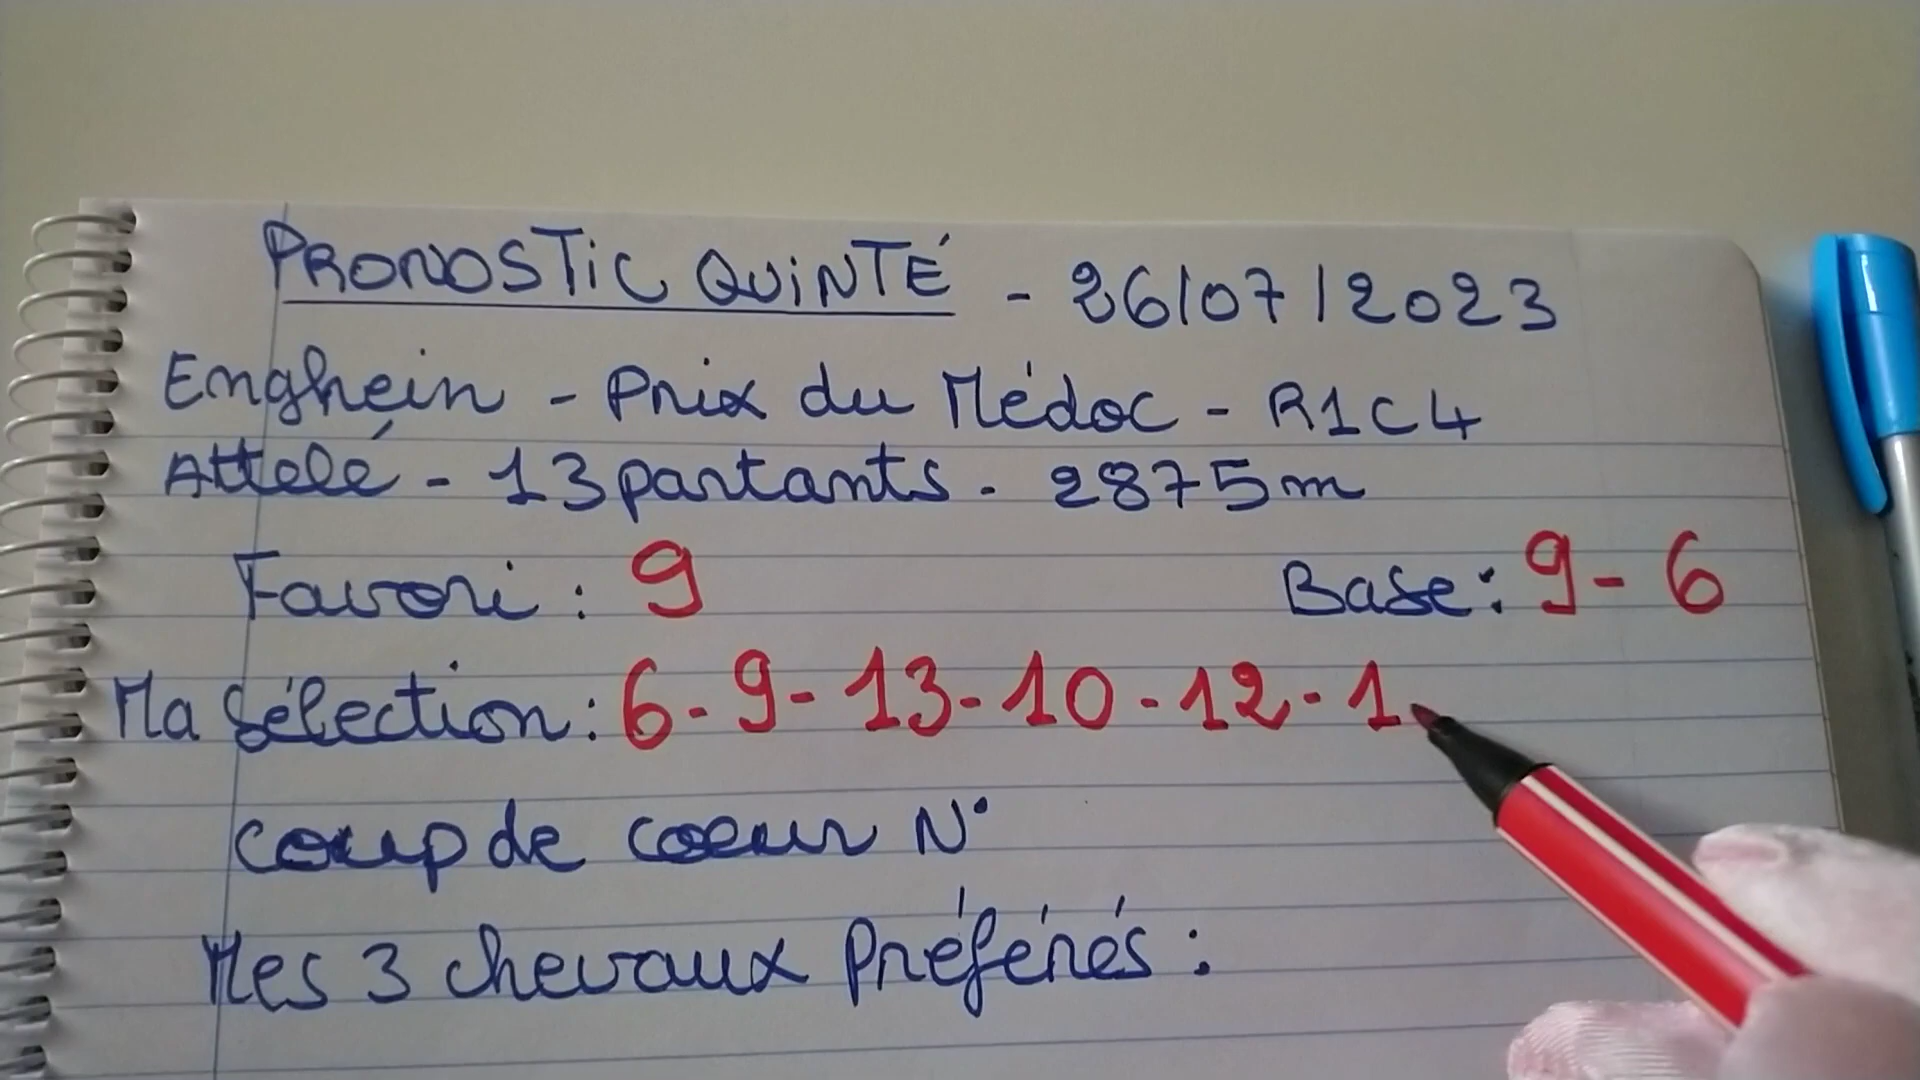 PRONOSTIC QUINTÉ - 26/07/2023
Enghein - Prix du Médoc - R1C4
Attelé - 13 partants - 2875m
Favori : 9 Base : 9 - 6
Ma sélection : 6 - 9 - 13 - 10 - 12 - 1
coup de coeur N°
Mes 3 chevaux Préférés :